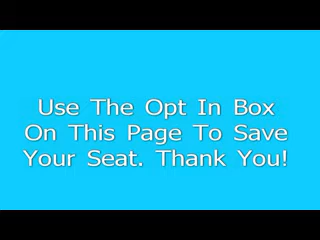 Use The Opt In Box
On This Page To Save
Your Seat. Thank You!